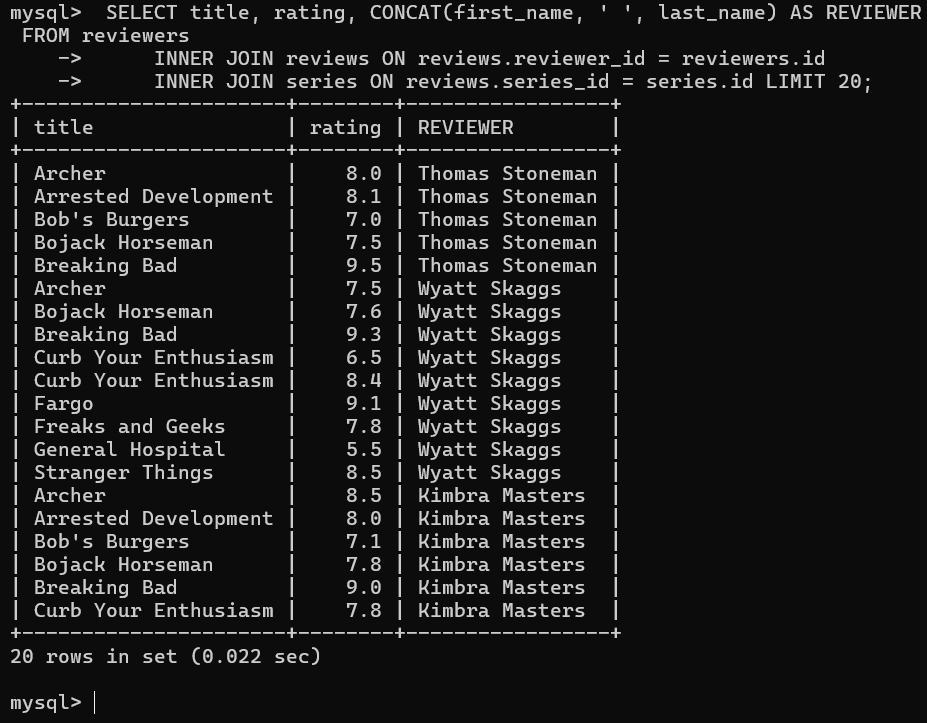 mysql>  SELECT title, rating, CONCAT(first_name, ' ', last_name) AS REVIEWER
 FROM reviewers
    ->      INNER JOIN reviews ON reviews.reviewer_id = reviewers.id
    ->      INNER JOIN series ON reviews.series_id = series.id LIMIT 20;
+----------------------+--------+-----------------+
| title                | rating | REVIEWER        |
+----------------------+--------+-----------------+
| Archer               |    8.0 | Thomas Stoneman |
| Arrested Development |    8.1 | Thomas Stoneman |
| Bob's Burgers        |    7.0 | Thomas Stoneman |
| Bojack Horseman      |    7.5 | Thomas Stoneman |
| Breaking Bad         |    9.5 | Thomas Stoneman |
| Archer               |    7.5 | Wyatt Skaggs    |
| Bojack Horseman      |    7.6 | Wyatt Skaggs    |
| Breaking Bad         |    9.3 | Wyatt Skaggs    |
| Curb Your Enthusiasm |    6.5 | Wyatt Skaggs    |
| Curb Your Enthusiasm |    8.4 | Wyatt Skaggs    |
| Fargo                |    9.1 | Wyatt Skaggs    |
| Freaks and Geeks     |    7.8 | Wyatt Skaggs    |
| General Hospital     |    5.5 | Wyatt Skaggs    |
| Stranger Things      |    8.5 | Wyatt Skaggs    |
| Archer               |    8.5 | Kimbra Masters  |
| Arrested Development |    8.0 | Kimbra Masters  |
| Bob's Burgers        |    7.1 | Kimbra Masters  |
| Bojack Horseman      |    7.8 | Kimbra Masters  |
| Breaking Bad         |    9.0 | Kimbra Masters  |
| Curb Your Enthusiasm |    7.8 | Kimbra Masters  |
+----------------------+--------+-----------------+
20 rows in set (0.022 sec)

mysql>